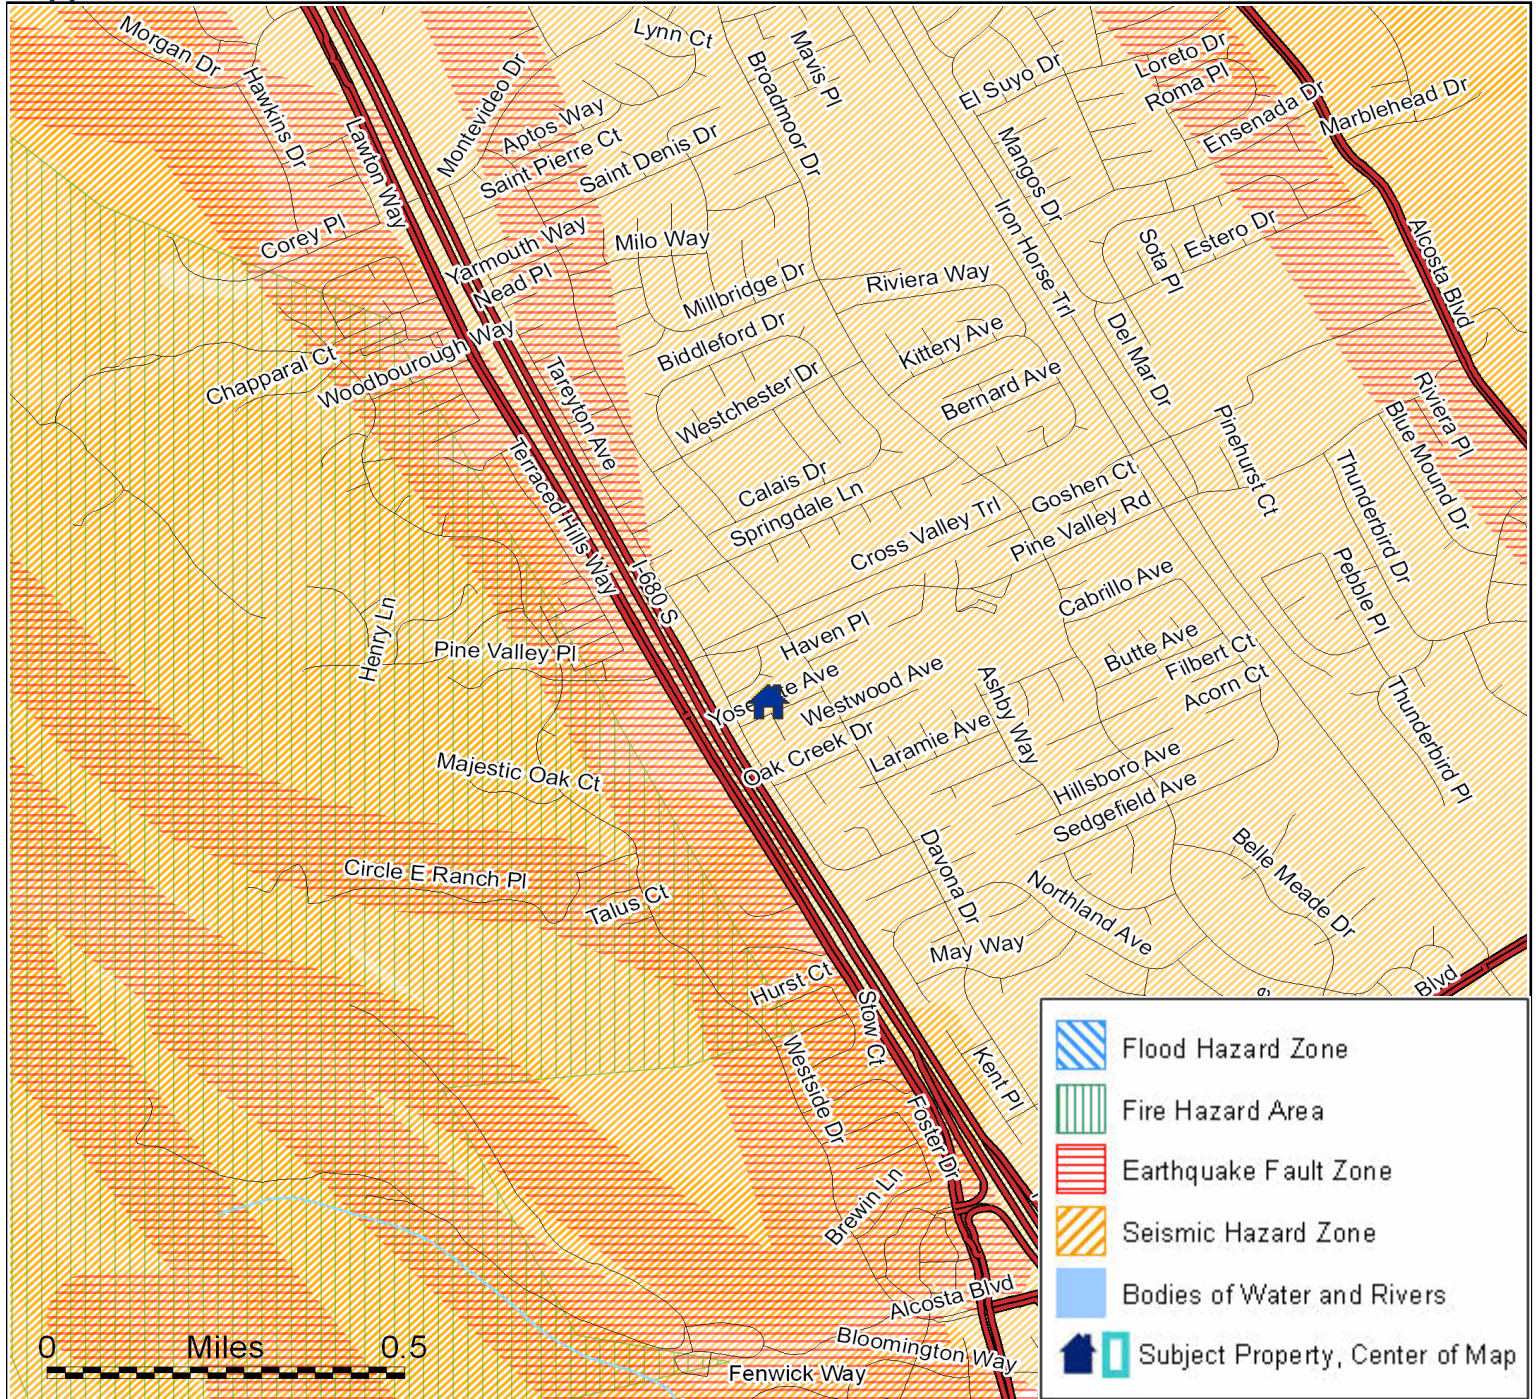 Morgan Dr
Hawkins Dr
Lawton Way
Montevideo Dr
Lynn Ct
Broadmoor Dr
Mavis Pl
El Suyo Dr
Loreto Dr
Roma Pl
Ensenada Dr
Marblehead Dr
Aptos Way
Saint Pierre Ct
Saint Denis Dr
Mangos Dr
Iron Horse Trl
Corey Pl
Yarmouth Way
Nead Pl
Milo Way
Millbridge Dr
Riviera Way
Sota Pl
Estero Dr
Alcosta Blvd
Chapparal Ct
Woodbourough Way
Tareyton Ave
Biddleford Dr
Westchester Dr
Kittery Ave
Bernard Ave
Del Mar Dr
Riviera Pl
Blue Mound Dr
Pinehurst Ct
Terraced Hills Way
Calais Dr
Springdale Ln
Cross Valley Trl
Goshen Ct
Pine Valley Rd
Thunderbird Dr
Pebble Pl
I-680 S
Henry Ln
Pine Valley Pl
Haven Pl
Cabrillo Ave
Butte Ave
Filbert Ct
Acorn Ct
Yose te Ave
Westwood Ave
Oak Creek Dr
Laramie Ave
Ashby Way
Thunderbird Pl
Majestic Oak Ct
Hillsboro Ave
Sedgefield Ave
Circle E Ranch Pl
Talus Ct
Davona Dr
Northland Ave
Belle Meade Dr
May Way
Hurst Ct
Stow Ct
Blvd
e
Westside Dr
Foster Dr
Kent Pl
Brewin Ln
Alcosta Blvd
Bloomington Way
Fenwick Way
0 Miles 0.5
Flood Hazard Zone
Fire Hazard Area
Earthquake Fault Zone
Seismic Hazard Zone
Bodies of Water and Rivers
Subject Property, Center of Map